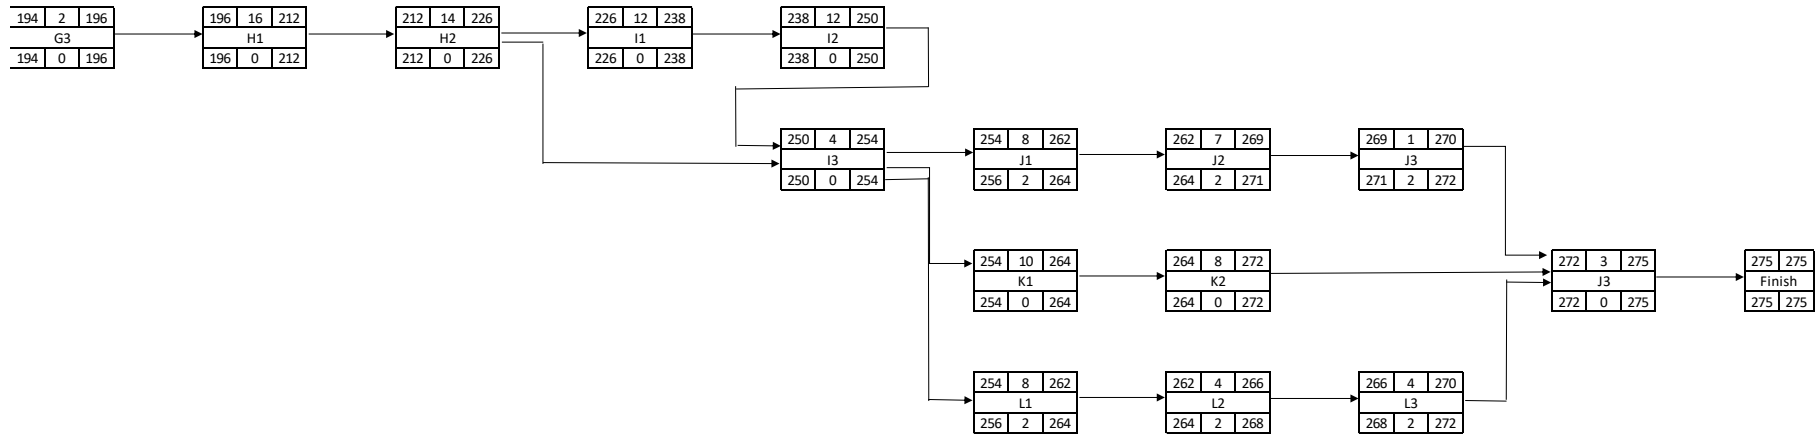 194 2 196
G3
194 0 196
196 16 212
H1
196 0 212
212 14 226
H2
212 0 226
226 12 238
I1
226 0 238
238 12 250
I2
238 0 250
250 4 254
I3
250 0 254
254 8 262
J1
256 2 264
262 7 269
J2
264 2 271
269 1 270
J3
271 2 272
254 10 264
K1
254 0 264
264 8 272
K2
264 0 272
272 3 275
J3
272 0 275
275 275
Finish
275 275
254 8 262
L1
256 2 264
262 4 266
L2
264 2 268
266 4 270
L3
268 2 272